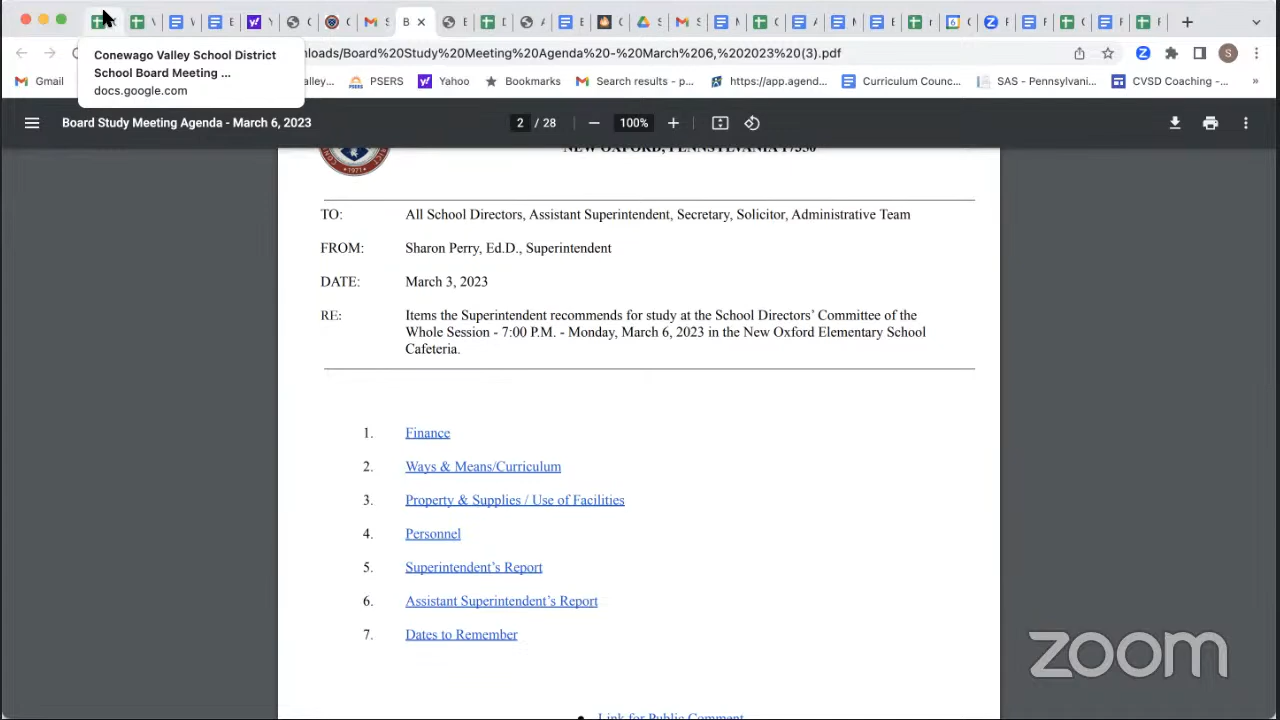 Conewago Valley School District
School Board Meeting ...
docs.google.com
nloads/Board%20Study%20Meeting%20Agenda%20-%20March%206,%202023%20(3).pdf
S
Gmail
alley...
PSERS
Yahoo
Bookmarks
Search results - p...
https://app.agend...
Curriculum Counc...
SAS - Pennsylvani...
CVSD Coaching -...
»
Board Study Meeting Agenda - March 6, 2023
2 / 28
100%
NEW OXFORD, PENNSYLVANIA 17350
1971
TO: All School Directors, Assistant Superintendent, Secretary, Solicitor, Administrative Team
FROM: Sharon Perry, Ed.D., Superintendent
DATE: March 3, 2023
RE: Items the Superintendent recommends for study at the School Directors' Committee of the
Whole Session - 7:00 P.M. - Monday, March 6, 2023 in the New Oxford Elementary School
Cafeteria.
1. Finance
2. Ways & Means/Curriculum
3. Property & Supplies / Use of Facilities
4. Personnel
5. Superintendent's Report
6. Assistant Superintendent's Report
7. Dates to Remember
• Link for Public Comment
zoom